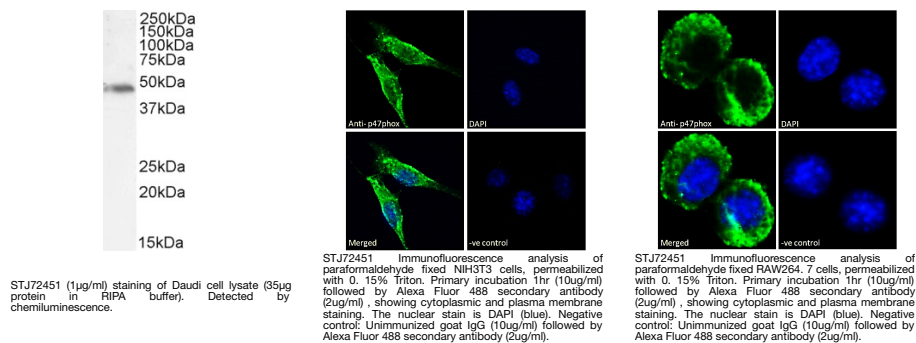 250kDa
150kDa
100kDa
75kDa
50kDa
37kDa
25kDa
20kDa
15kDa
STJ72451 (1µg/ml) staining of Daudi cell lysate (35µg
protein in RIPA buffer). Detected by
chemiluminescence.
Anti- p47phox
DAPI
Merged
-ve control
STJ72451 Immunofluorescence analysis of
paraformaldehyde fixed NIH3T3 cells, permeabilized
with 0. 15% Triton. Primary incubation 1hr (10ug/ml)
followed by Alexa Fluor 488 secondary antibody
(2ug/ml) , showing cytoplasmic and plasma membrane
staining. The nuclear stain is DAPI (blue). Negative
control: Unimmunized goat IgG (10ug/ml) followed by
Alexa Fluor 488 secondary antibody (2ug/ml).
Anti- p47phox
DAPI
Merged
-ve control
STJ72451 Immunofluorescence analysis of
paraformaldehyde fixed RAW264. 7 cells, permeabilized
with 0. 15% Triton. Primary incubation 1hr (10ug/ml)
followed by Alexa Fluor 488 secondary antibody
(2ug/ml) , showing cytoplasmic and plasma membrane
staining. The nuclear stain is DAPI (blue). Negative
control: Unimmunized goat IgG (10ug/ml) followed by
Alexa Fluor 488 secondary antibody (2ug/ml).